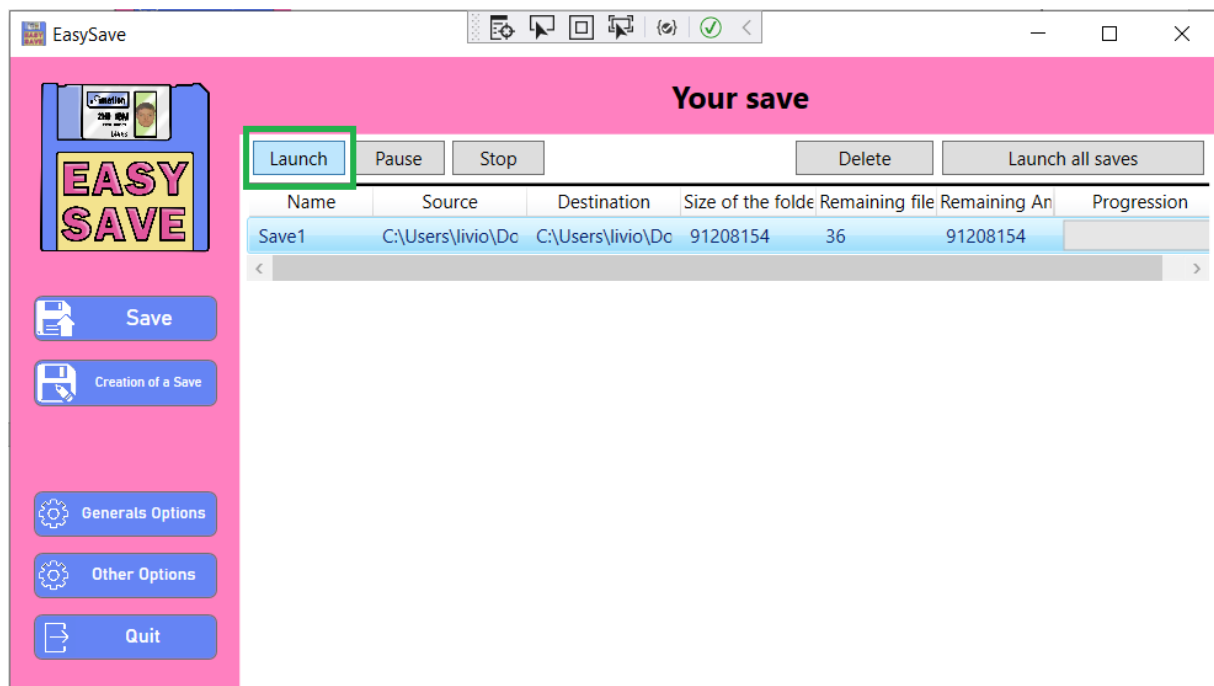 EasySave
Your save
EASY
SAVE
Launch Pause Stop Delete Launch all saves
Name Source Destination Size of the folde Remaining file Remaining An Progression
Save1 C:\Users\livio\Do C:\Users\livio\Do 91208154 36 91208154
Save
Creation of a Save
Generals Options
Other Options
Quit